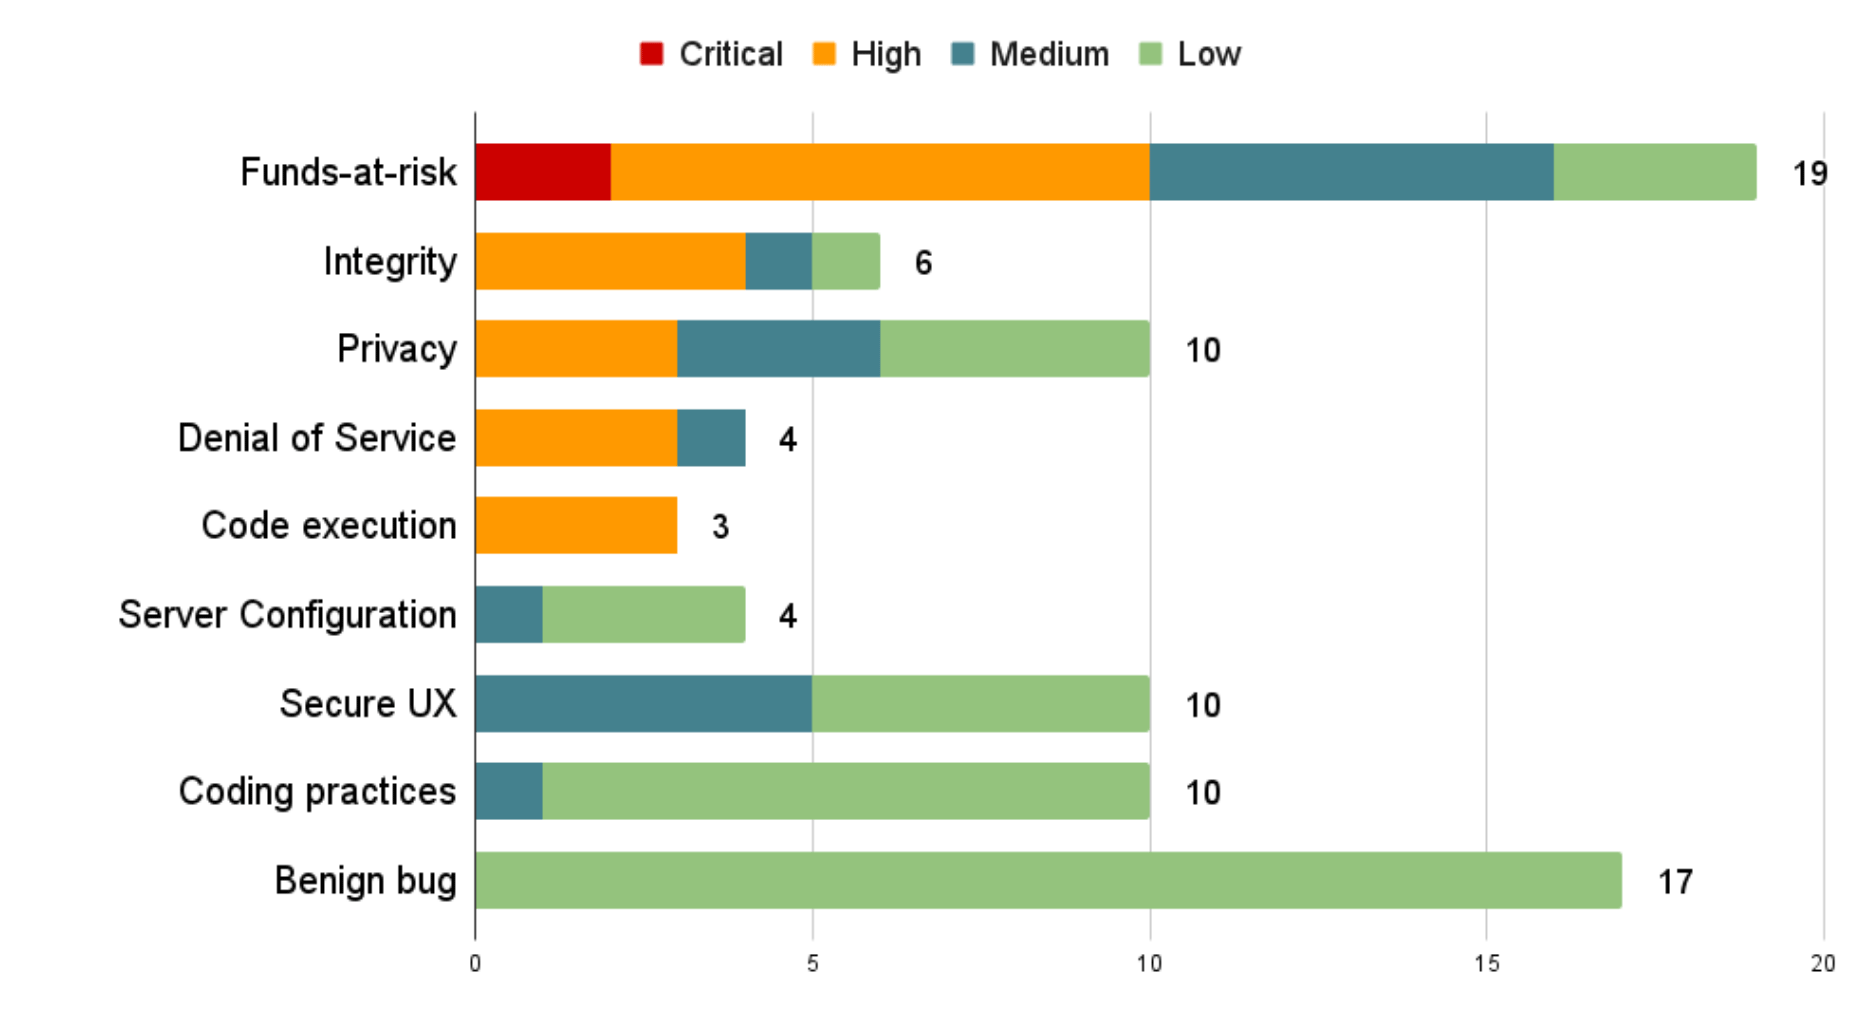 Critical High Medium Low
Funds-at-risk 19
Integrity 6
Privacy 10
Denial of Service 4
Code execution 3
Server Configuration 4
Secure UX 10
Coding practices 10
Benign bug 17
0 5 10 15 20